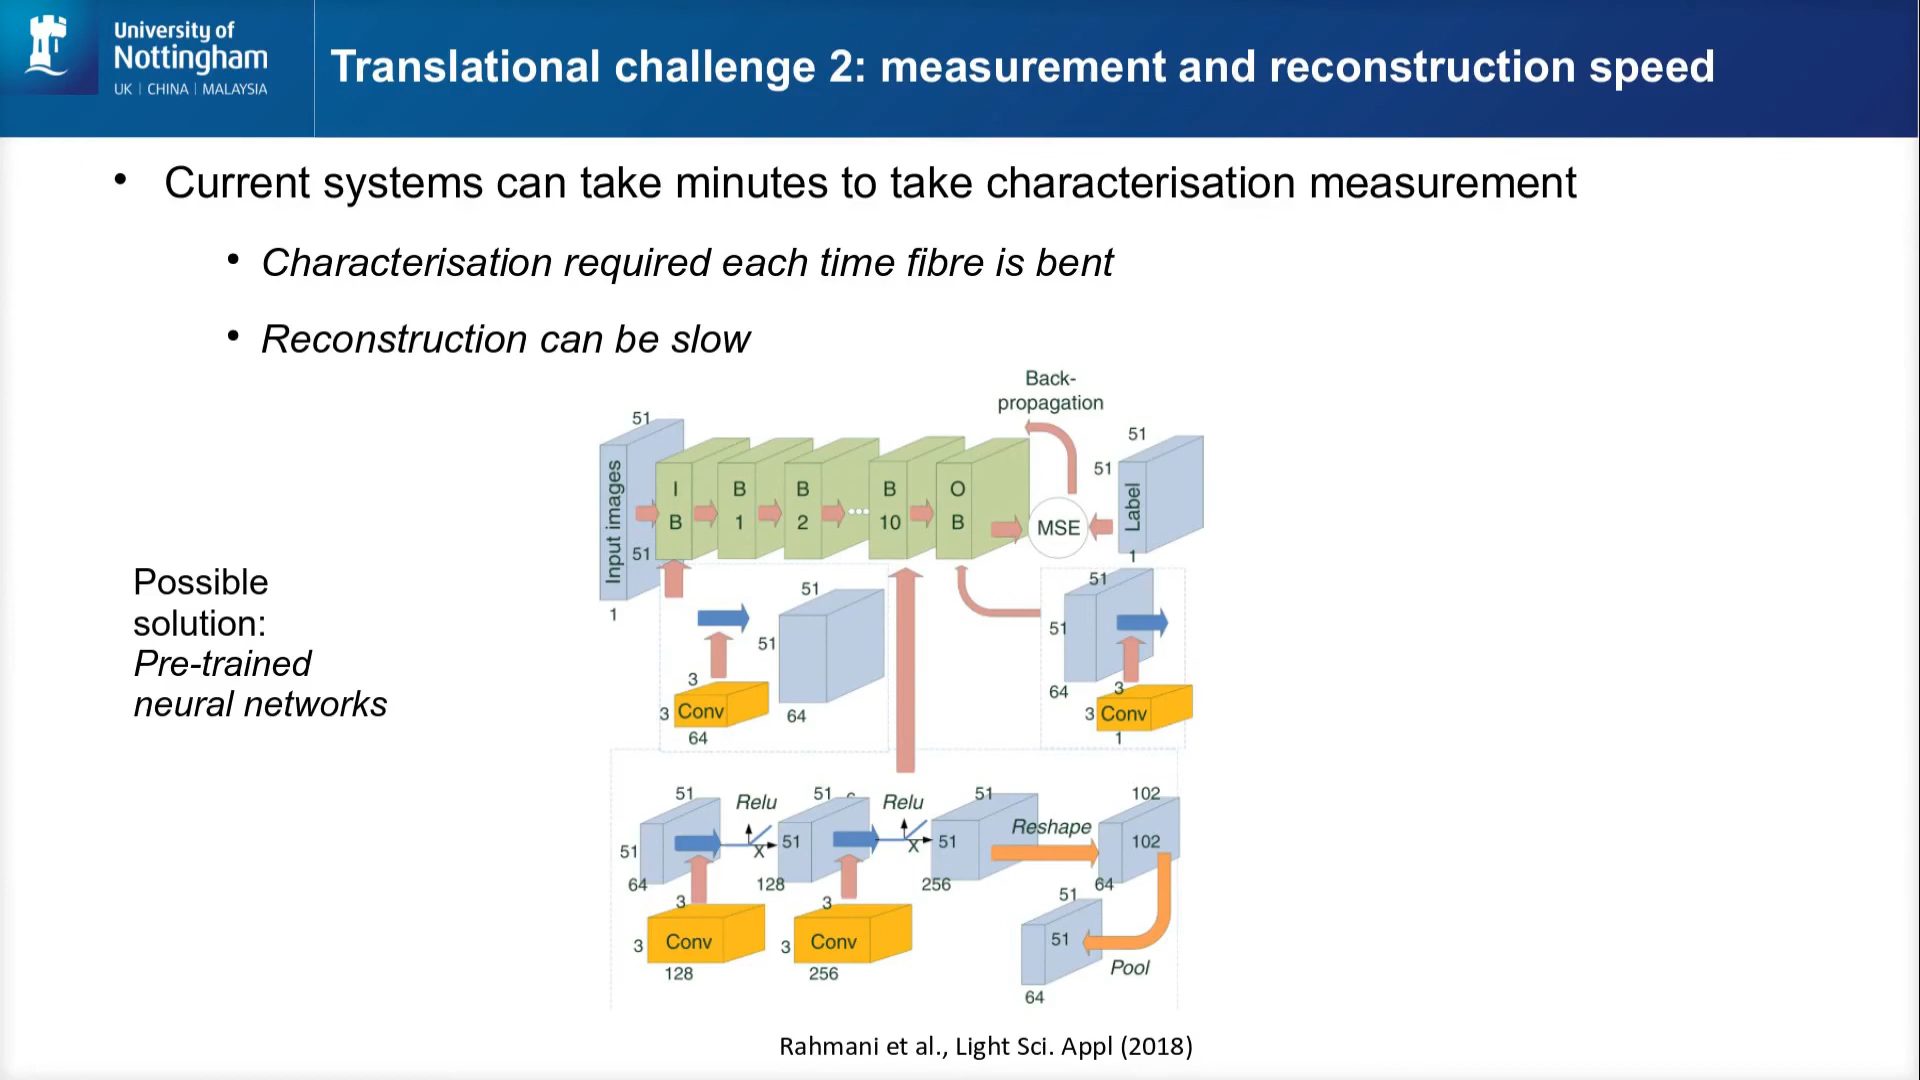 University of
Nottingham
UK | CHINA | MALAYSIA
Translational challenge 2: measurement and reconstruction speed
• Current systems can take minutes to take characterisation measurement
• Characterisation required each time fibre is bent
• Reconstruction can be slow
Possible
solution:
Pre-trained
neural networks
Back-
propagation
51
Input images
51
1
I
B
B
1
B
2
...
B
10
O
B
MSE
51
51
Label
1
51
51
64
3
3
Conv
64
51
51
64
3
3
Conv
1
51
51
64
Relu
X
51
51
128
Relu
X
51
51
256
Reshape
102
102
64
3
3
Conv
128
3
3
Conv
256
51
51
64
Pool
Rahmani et al., Light Sci. Appl (2018)